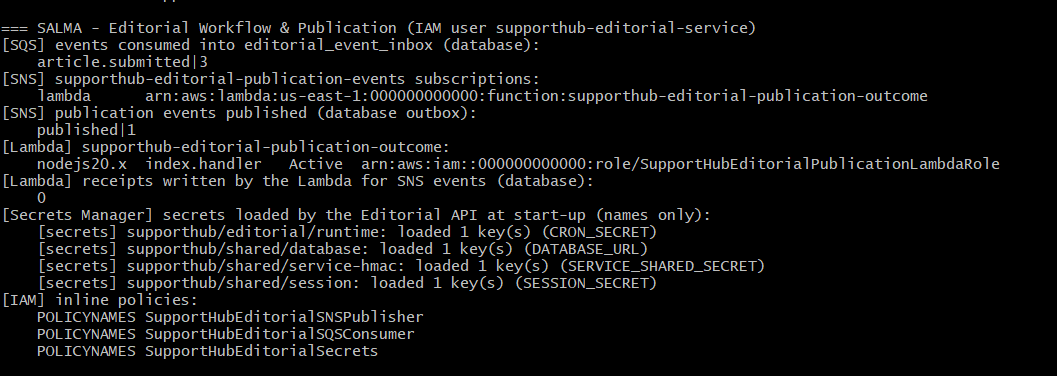 === SALMA - Editorial Workflow & Publication (IAM user supporthub-editorial-service)
[SQS] events consumed into editorial_event_inbox (database):
article.submitted|3
[SNS] supporthub-editorial-publication-events subscriptions:
lambda arn:aws:lambda:us-east-1:000000000000:function:supporthub-editorial-publication-outcome
[SNS] publication events published (database outbox):
published|1
[Lambda] supporthub-editorial-publication-outcome:
nodejs20.x index.handler Active arn:aws:iam::000000000000:role/SupportHubEditorialPublicationLambdaRole
[Lambda] receipts written by the Lambda for SNS events (database):
0
[Secrets Manager] secrets loaded by the Editorial API at start-up (names only):
[secrets] supporthub/editorial/runtime: loaded 1 key(s) (CRON_SECRET)
[secrets] supporthub/shared/database: loaded 1 key(s) (DATABASE_URL)
[secrets] supporthub/shared/service-hmac: loaded 1 key(s) (SERVICE_SHARED_SECRET)
[secrets] supporthub/shared/session: loaded 1 key(s) (SESSION_SECRET)
[IAM] inline policies:
POLICYNAMES SupportHubEditorialSNSPublisher
POLICYNAMES SupportHubEditorialSQSConsumer
POLICYNAMES SupportHubEditorialSecrets